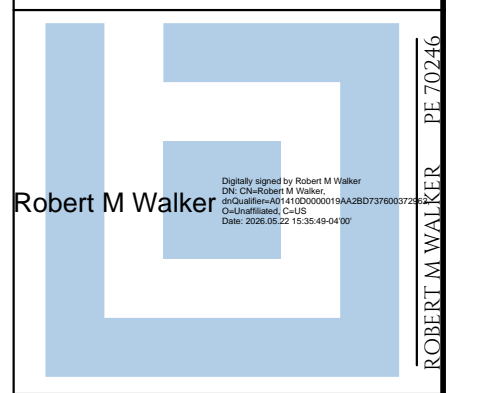 Robert M Walker
Digitally signed by Robert M Walker
DN: CN=Robert M Walker,
dnQualifier=A01410D0000019AA2BD737600372963,
O=Unaffiliated, C=US
Date: 2026.05.22 15:35:49-04'00'
ROBERT M WALKER PE 70246